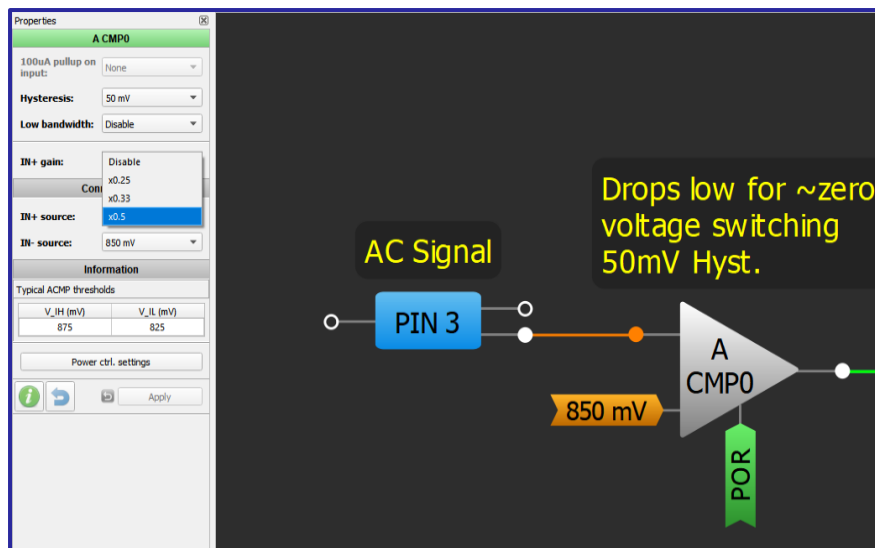 Properties
A CMP0
100uA pullup on
input:
None
Hysteresis:
50 mV
Low bandwidth:
Disable
IN+ gain:
Disable
x0.25
x0.33
x0.5
IN+ source:
IN- source:
850 mV
Information
Typical ACMP thresholds
V_IH (mV) V_IL (mV)
875 825
Power ctrl. settings
Apply
AC Signal
PIN 3
Drops low for ~zero
voltage switching
50mV Hyst.
A
CMP0
850 mV
POR